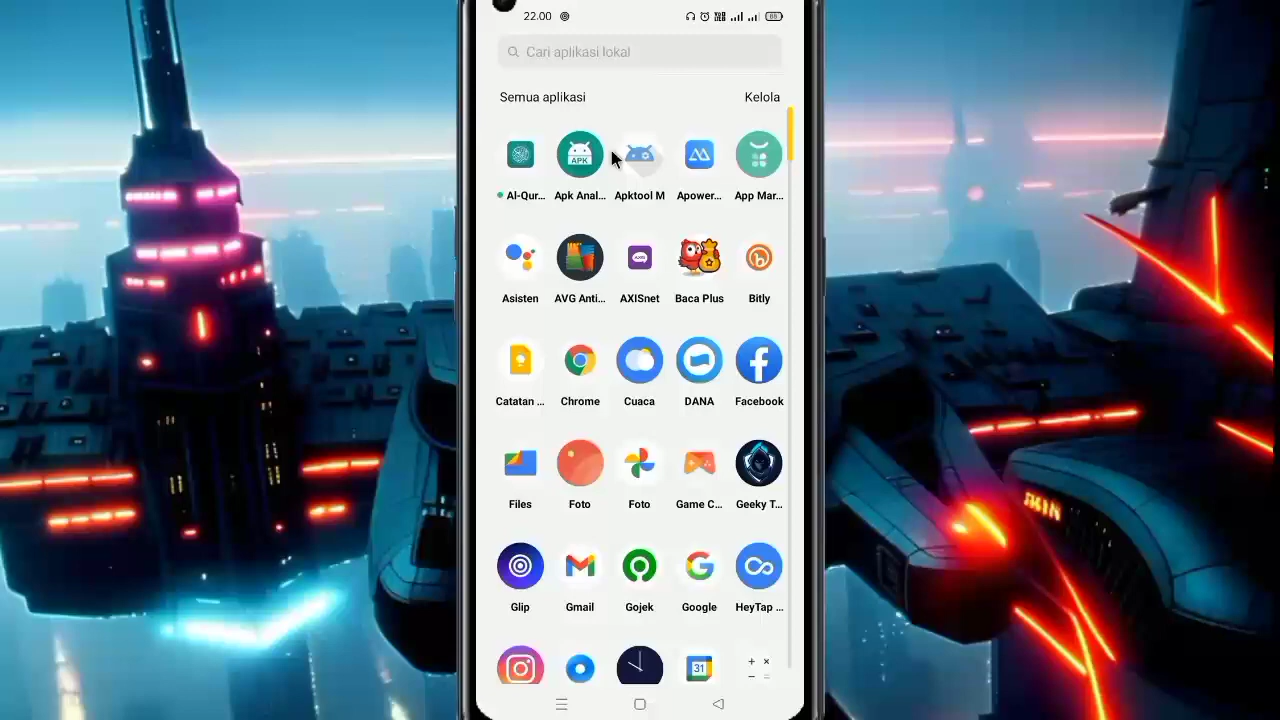 22.00
Cari aplikasi lokal
Semua aplikasi Kelola
APK
Al-Qur... Apk Anal... Apktool M Apower... App Mar...
Asisten AVG Anti... AXISnet Baca Plus Bitly
Catatan ... Chrome Cuaca DANA Facebook
Files Foto Foto Game C... Geeky T...
Glip Gmail Gojek Google HeyTap ...
31